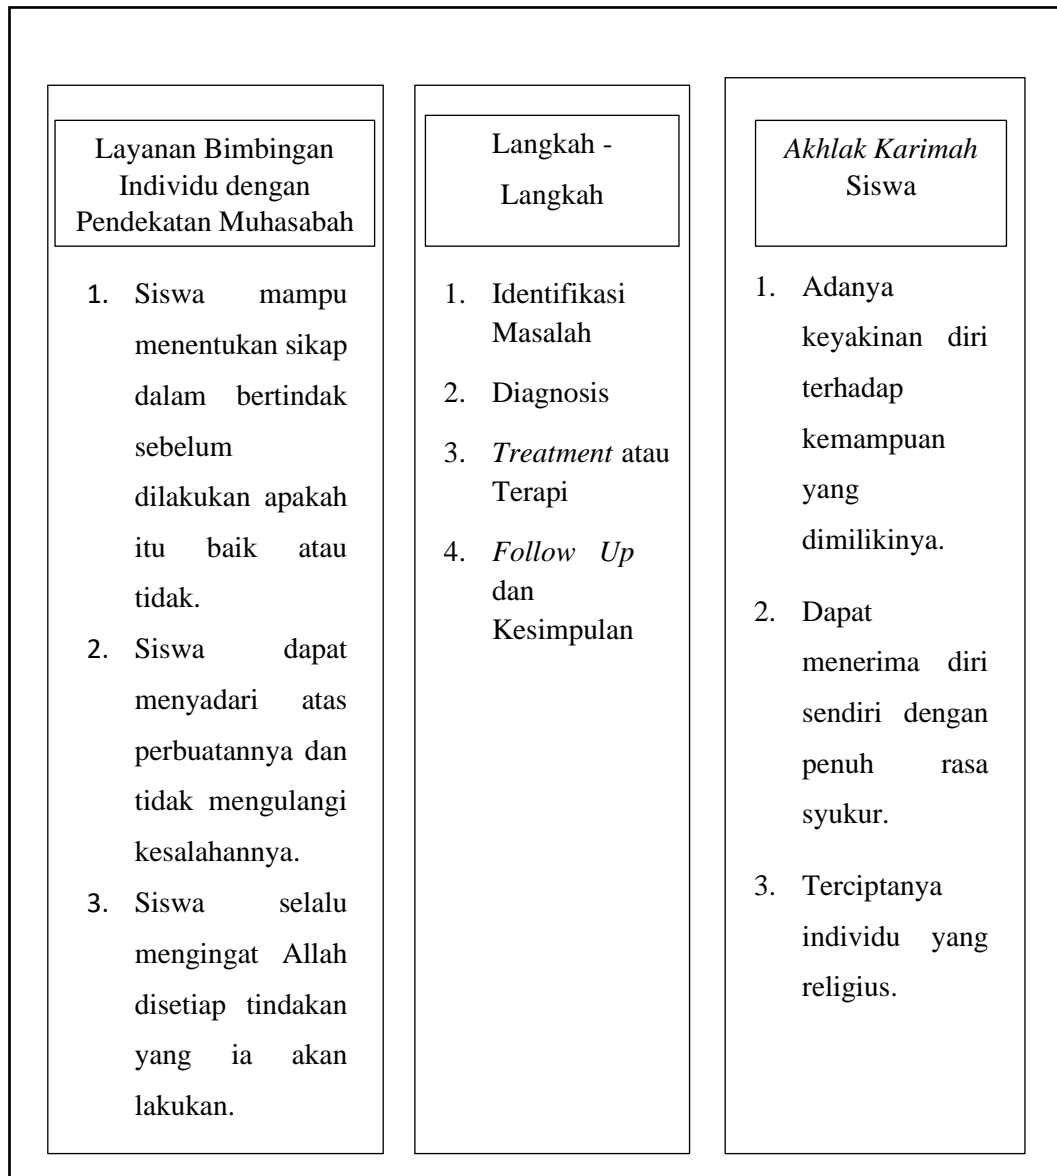 Layanan Bimbingan
Individu dengan
Pendekatan Muhasabah
1. Siswa mampu
menentukan sikap
dalam bertindak
sebelum
dilakukan apakah
itu baik atau
tidak.
2. Siswa dapat
menyadari atas
perbuatannya dan
tidak mengulangi
kesalahannya.
3. Siswa selalu
mengingat Allah
disetiap tindakan
yang ia akan
lakukan.
Langkah -
Langkah
1. Identifikasi
Masalah
2. Diagnosis
3. Treatment atau
Terapi
4. Follow Up
dan
Kesimpulan
Akhlak Karimah
Siswa
1. Adanya
keyakinan diri
terhadap
kemampuan
yang
dimilikinya.
2. Dapat
menerima diri
sendiri dengan
penuh rasa
syukur.
3. Terciptanya
individu yang
religius.